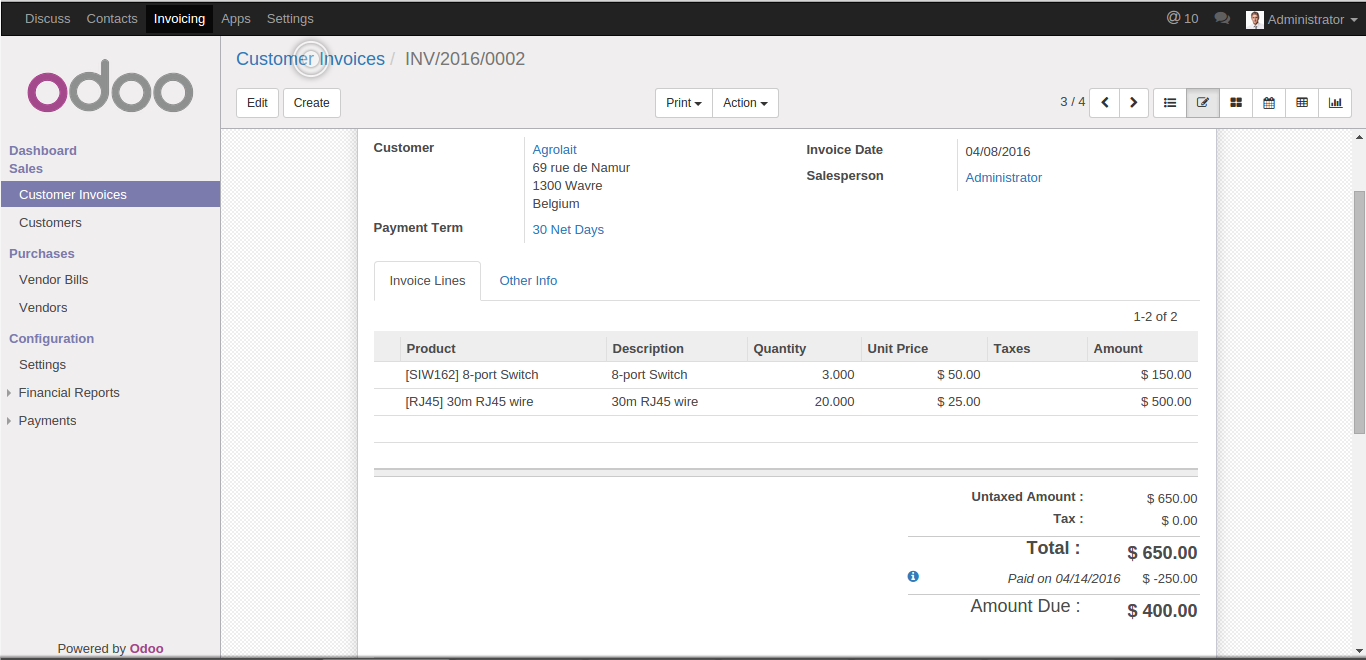 Discuss Contacts Invoicing Apps Settings @ 10 Administrator
odoo
Dashboard
Sales
Customer Invoices
Customers
Purchases
Vendor Bills
Vendors
Configuration
Settings
Financial Reports
Payments
Powered by Odoo
Customer Invoices / INV/2016/0002
Edit Create Print Action 3 / 4
Customer Agrolait
69 rue de Namur
1300 Wavre
Belgium
Payment Term 30 Net Days
Invoice Date 04/08/2016
Salesperson Administrator
Invoice Lines Other Info
1-2 of 2
Product Description Quantity Unit Price Taxes Amount
[SIW162] 8-port Switch 8-port Switch 3.000 $ 50.00 $ 150.00
[RJ45] 30m RJ45 wire 30m RJ45 wire 20.000 $ 25.00 $ 500.00
Untaxed Amount : $ 650.00
Tax : $ 0.00
Total : $ 650.00
Paid on 04/14/2016 $ -250.00
Amount Due : $ 400.00